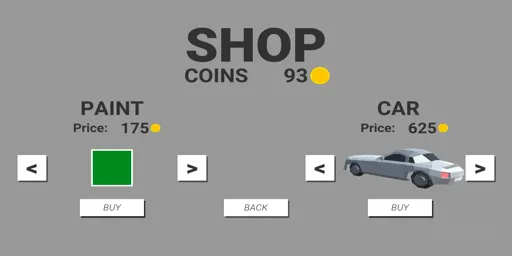 SHOP
COINS 93
PAINT
Price: 175
< >
BUY
BACK
CAR
Price: 625
< >
BUY